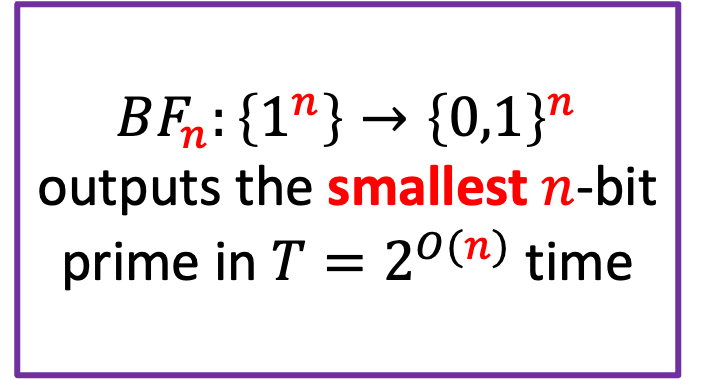 BFₙ: {1ⁿ} → {0,1}ⁿ
outputs the smallest n-bit
prime in T = 2^{O(n)} time